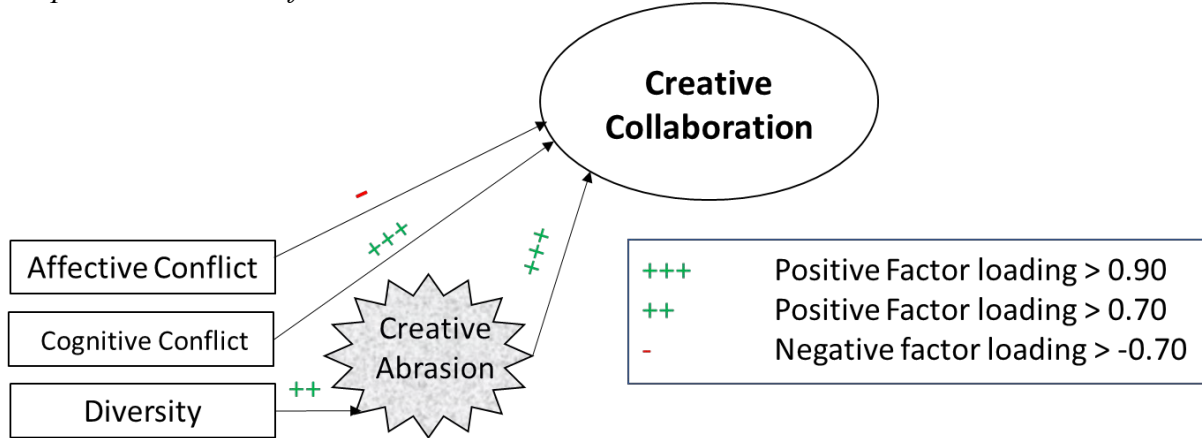 Creative
Collaboration
-
+++
+++
Affective Conflict
Cognitive Conflict
Diversity
++
Creative
Abrasion
+++ Positive Factor loading > 0.90
++ Positive Factor loading > 0.70
- Negative factor loading > -0.70